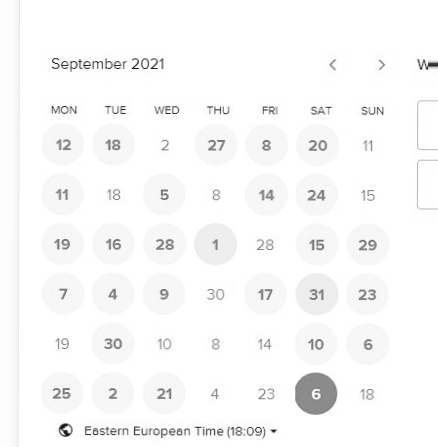 September 2021
MON TUE WED THU FRI SAT SUN
12 18 2 27 8 20 11
11 18 5 8 14 24 15
19 16 28 1 28 15 29
7 4 9 30 17 31 23
19 30 10 8 14 10 6
25 2 21 4 23 6 18
Eastern European Time (18:09)